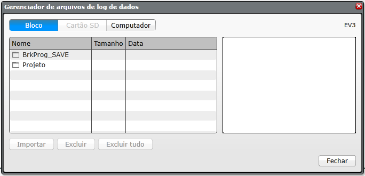 Gerenciador de arquivos de log de dados
Bloco Cartão SD Computador EV3
Nome Tamanho Data
BrkProg_SAVE
Projeto
Importar Excluir Excluir tudo
Fechar